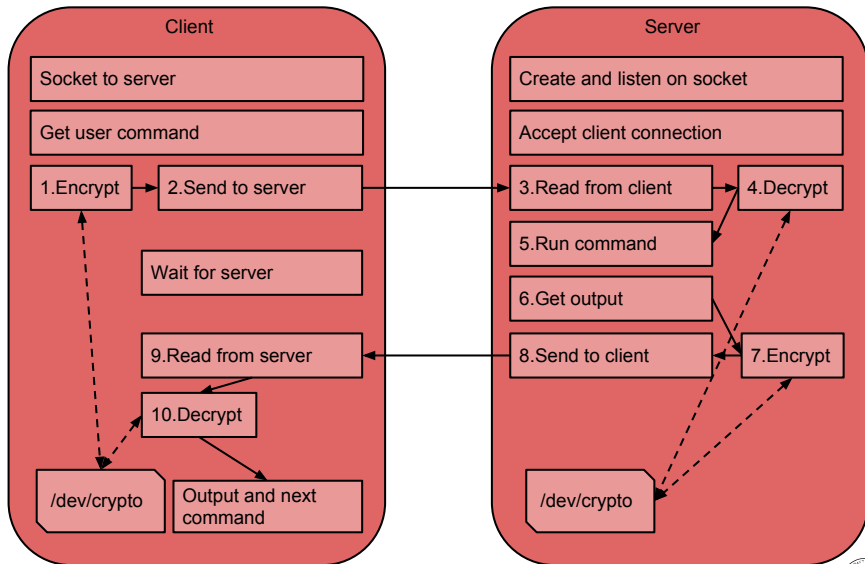 Client
Socket to server
Get user command
1.Encrypt
2.Send to server
Wait for server
9.Read from server
10.Decrypt
/dev/crypto
Output and next
command
Server
Create and listen on socket
Accept client connection
3.Read from client
4.Decrypt
5.Run command
6.Get output
7.Encrypt
8.Send to client
/dev/crypto